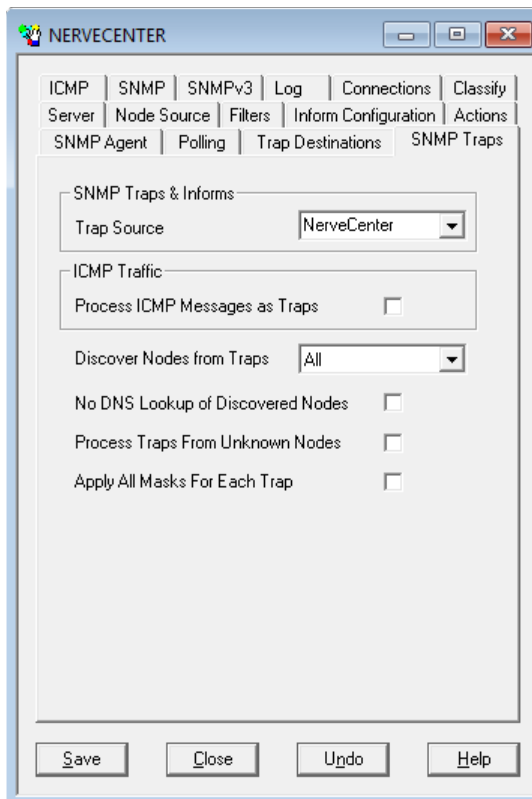 NERVECENTER
ICMP SNMP SNMPv3 Log Connections Classify
Server Node Source Filters Inform Configuration Actions
SNMP Agent Polling Trap Destinations SNMP Traps
SNMP Traps & Informs
Trap Source NerveCenter
ICMP Traffic
Process ICMP Messages as Traps
Discover Nodes from Traps All
No DNS Lookup of Discovered Nodes
Process Traps From Unknown Nodes
Apply All Masks For Each Trap
Save Close Undo Help